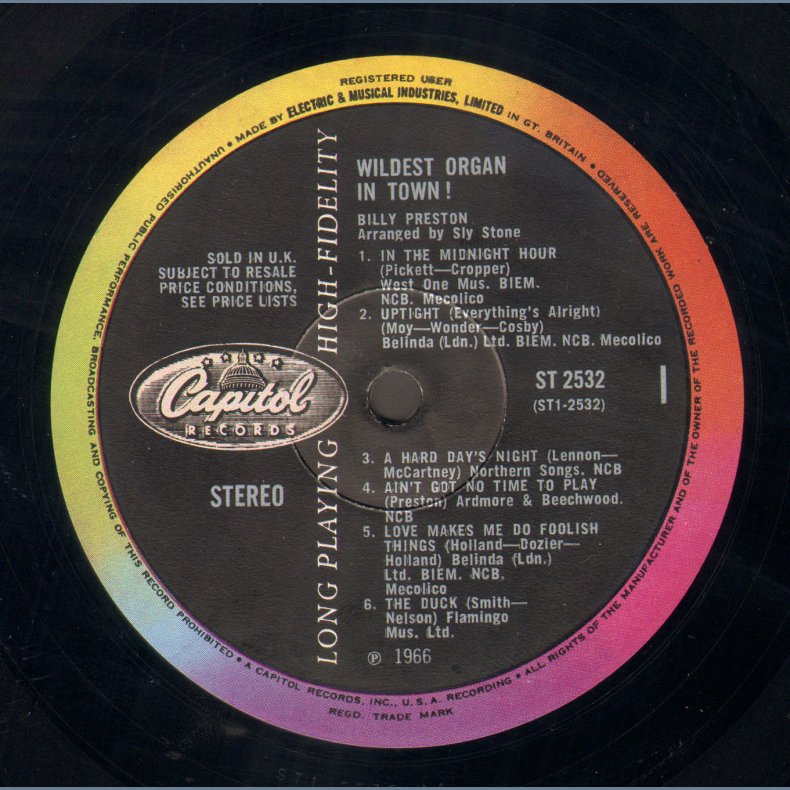 REGISTERED USER
• MADE BY ELECTRIC & MUSICAL INDUSTRIES, LIMITED IN GT. BRITAIN •
WILDEST ORGAN
IN TOWN!
BILLY PRESTON
Arranged by Sly Stone
1. IN THE MIDNIGHT HOUR
(Pickett—Cropper)
West One Mus. BIEM.
NCB. Mecolico
2. UPTIGHT (Everything's Alright)
(Moy—Wonder—Cosby)
Belinda (Ldn.) Ltd. BIEM. NCB. Mecolico
SOLD IN U.K.
SUBJECT TO RESALE
PRICE CONDITIONS,
SEE PRICE LISTS
LONG PLAYING HIGH-FIDELITY
Capitol
RECORDS
STEREO
ST 2532
(ST1-2532)
1
3. A HARD DAY'S NIGHT (Lennon—
McCartney) Northern Songs. NCB
4. AIN'T GOT NO TIME TO PLAY
(Preston) Ardmore & Beechwood.
NCB
5. LOVE MAKES ME DO FOOLISH
THINGS (Holland—Dozier—
Holland) Belinda (Ldn.)
Ltd. BIEM. NCB.
Mecolico
6. THE DUCK (Smith—
Nelson) Flamingo
Mus. Ltd.
℗ 1966
ALL RIGHTS OF THE MANUFACTURER AND OF THE OWNER OF THE RECORDED WORK ARE RESERVED
UNAUTHORISED PUBLIC PERFORMANCE, BROADCASTING AND COPYING OF THIS RECORD PROHIBITED
• A CAPITOL RECORDS, INC., U.S.A. RECORDING •
REGD. TRADE MARK